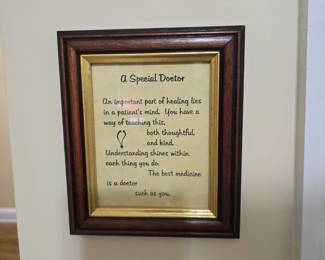 A Special Doctor
An important part of healing lies
in a patient's mind. You have a
way of teaching this,
both thoughtful
and kind.
Understanding shines within
each thing you do.
The best medicine
is a doctor
such as you.